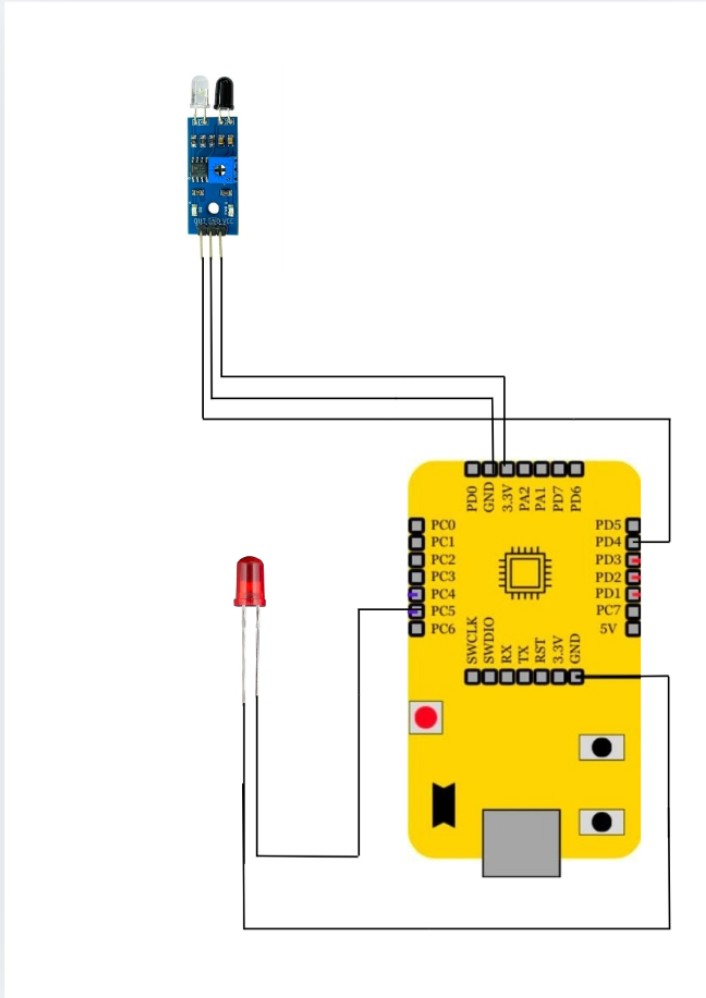 OUT GND VCC
PD0
GND
3.3V
PA2
PA1
PD7
PD6
PC0
PC1
PC2
PC3
PC4
PC5
PC6
PD5
PD4
PD3
PD2
PD1
PC7
5V
SWCLK
SWDIO
RX
TX
RST
3.3V
GND